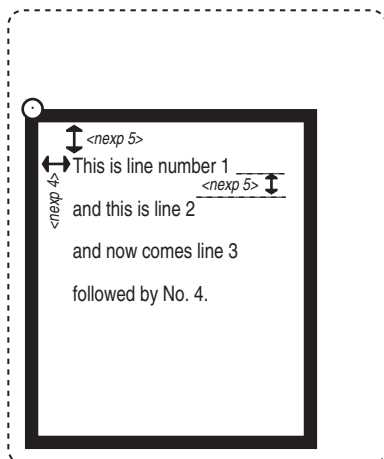 <nexp 5>
This is line number 1
<nexp 5>
<nexp 4>
and this is line 2
and now comes line 3
followed by No. 4.